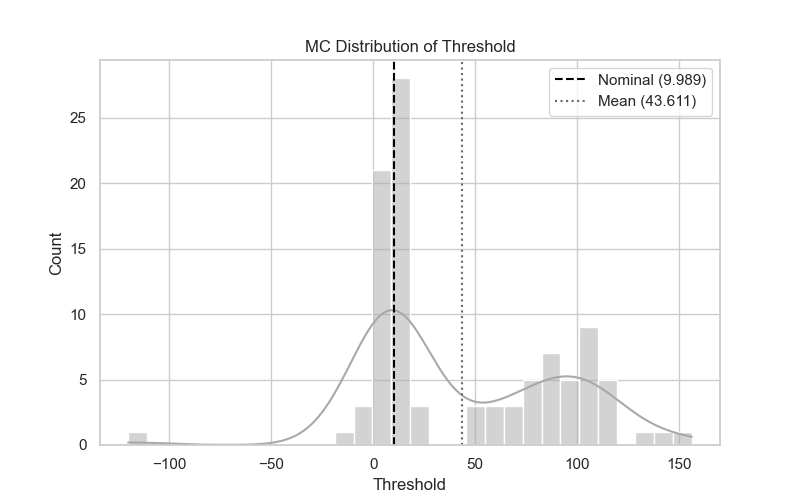 MC Distribution of Threshold
Nominal (9.989)
Mean (43.611)
Count
25
20
15
10
5
0
−100
−50
0
50
100
150
Threshold